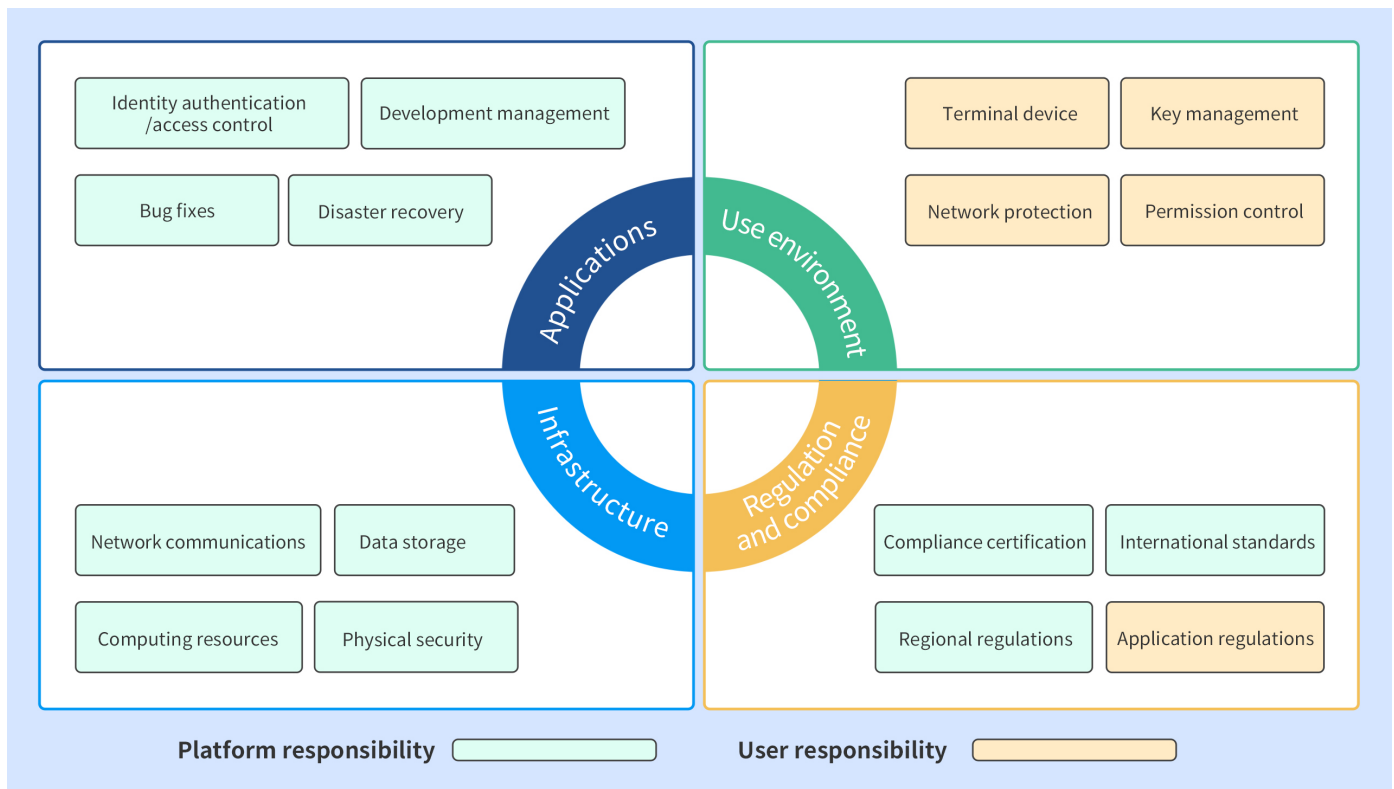 Identity authentication
/access control
Development management
Bug fixes
Disaster recovery
Applications
Terminal device
Key management
Network protection
Permission control
Use environment
Infrastructure
Network communications
Data storage
Computing resources
Physical security
Regulation
and compliance
Compliance certification
International standards
Regional regulations
Application regulations
Platform responsibility
User responsibility